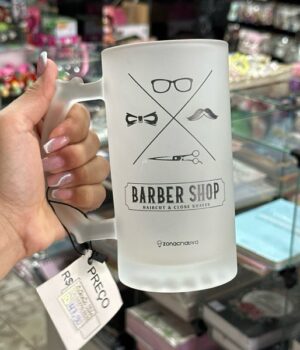 BARBER SHOP
HAIRCUT & CLOSE SHAVES
zonacriativa
PREÇO
R$